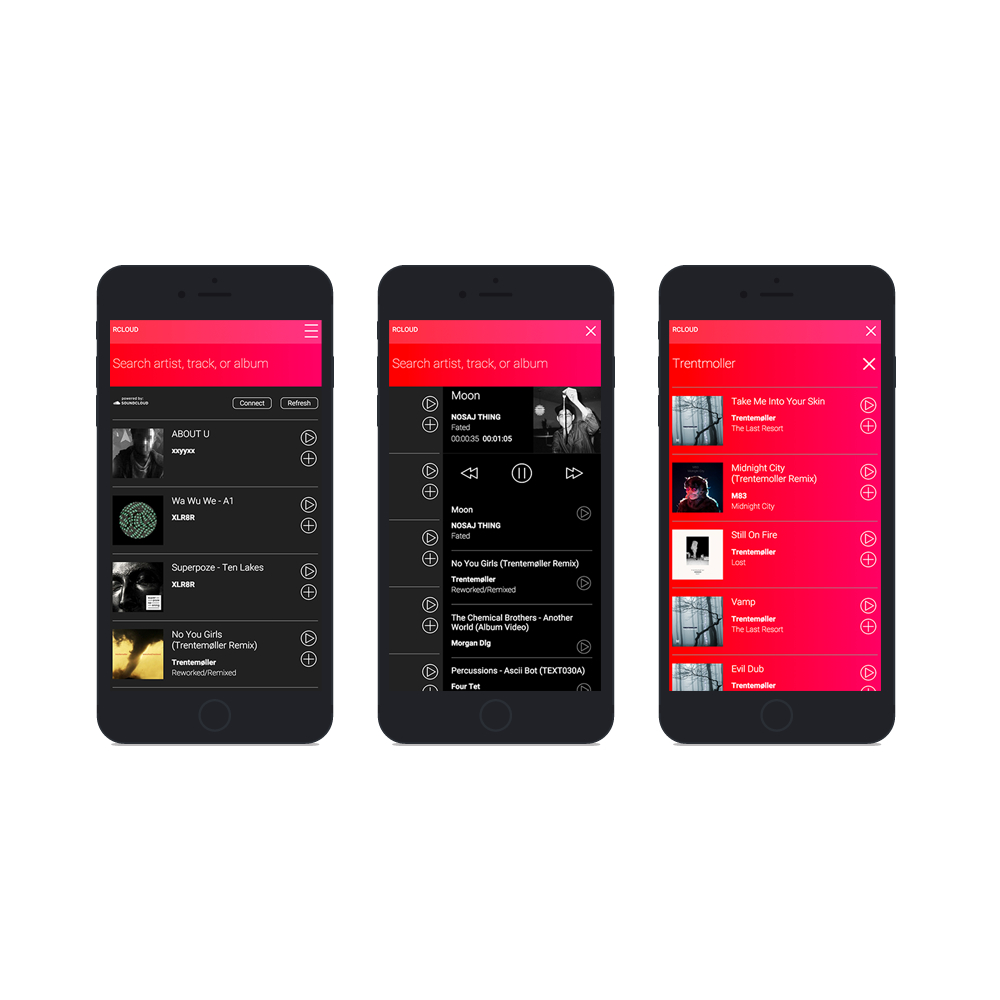 RCLOUD
Search artist, track, or album
powered by:
SOUNDCLOUD
Connect
Refresh
ABOUT U
xxyyxx
Wa Wu We - A1
XLR8R
Superpoze - Ten Lakes
XLR8R
No You Girls
(Trentemøller Remix)
Trentemøller
Reworked/Remixed
RCLOUD
Search artist, track, or album
Moon
NOSAJ THING
Fated
00:00:35 00:01:05
Moon
NOSAJ THING
Fated
No You Girls (Trentemøller Remix)
Trentemøller
Reworked/Remixed
The Chemical Brothers - Another
World (Album Video)
Morgan Dlg
Percussions - Ascii Bot (TEXT030A)
Four Tet
RCLOUD
Trentmoller
Take Me Into Your Skin
Trentemøller
The Last Resort
Midnight City
(Trentemoller Remix)
M83
Midnight City
Still On Fire
Trentemøller
Lost
Vamp
Trentemøller
The Last Resort
Evil Dub
Trentemøller